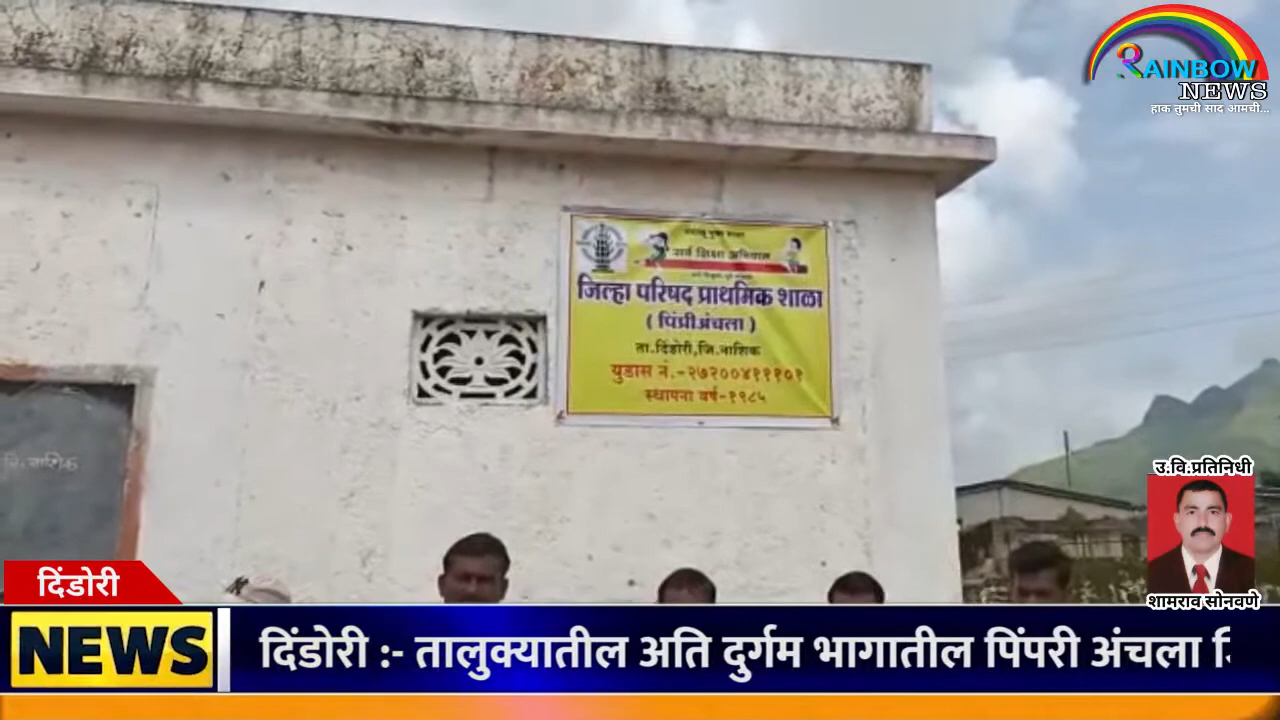 RAINBOW
NEWS
हाक तुमची साद आमची...
सर्व शिक्षा अभियान
जिल्हा परिषद प्राथमिक शाळा
( पिंप्रीअंचला )
ता.दिंडोरी,जि.नाशिक
युडास नं.-२७२००४१११०१
स्थापना वर्ष-१९८५
जि.नाशिक
उ.वि.प्रतिनिधी
शामराव सोनवणे
दिंडोरी
NEWS
दिंडोरी :- तालुक्यातील अति दुर्गम भागातील पिंपरी अंचला